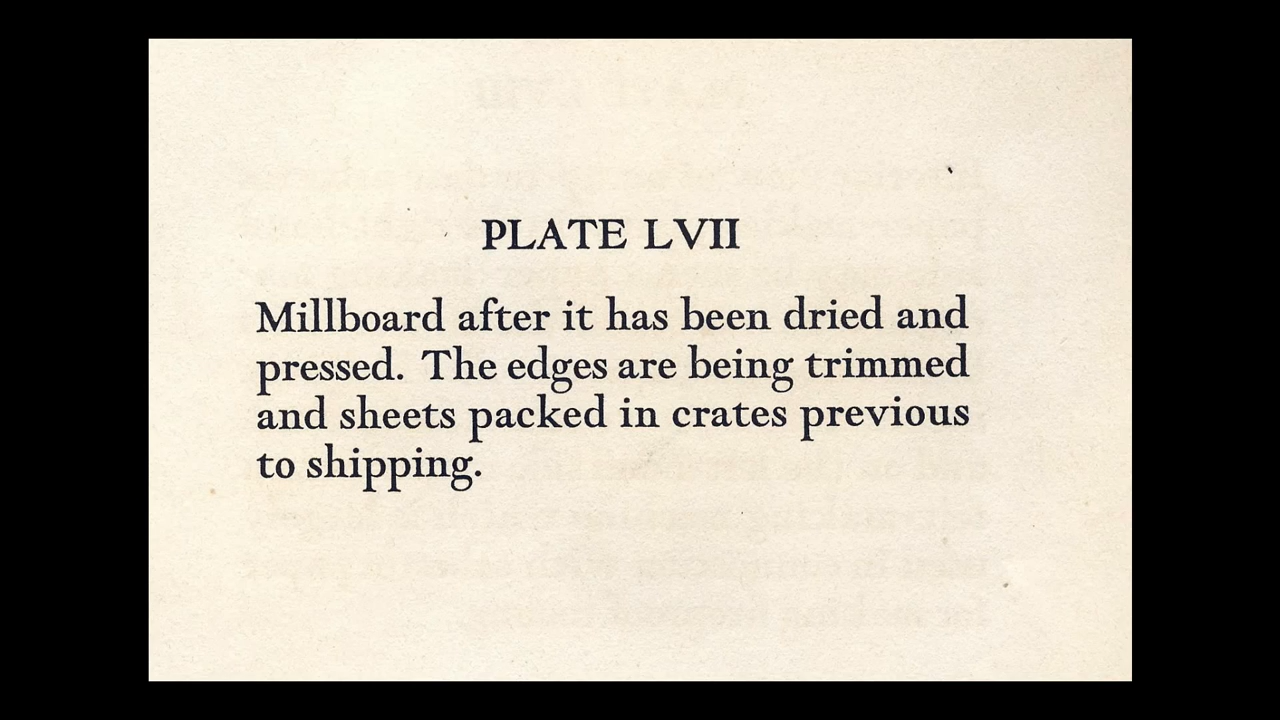 PLATE LVII
Millboard after it has been dried and
pressed. The edges are being trimmed
and sheets packed in crates previous
to shipping.